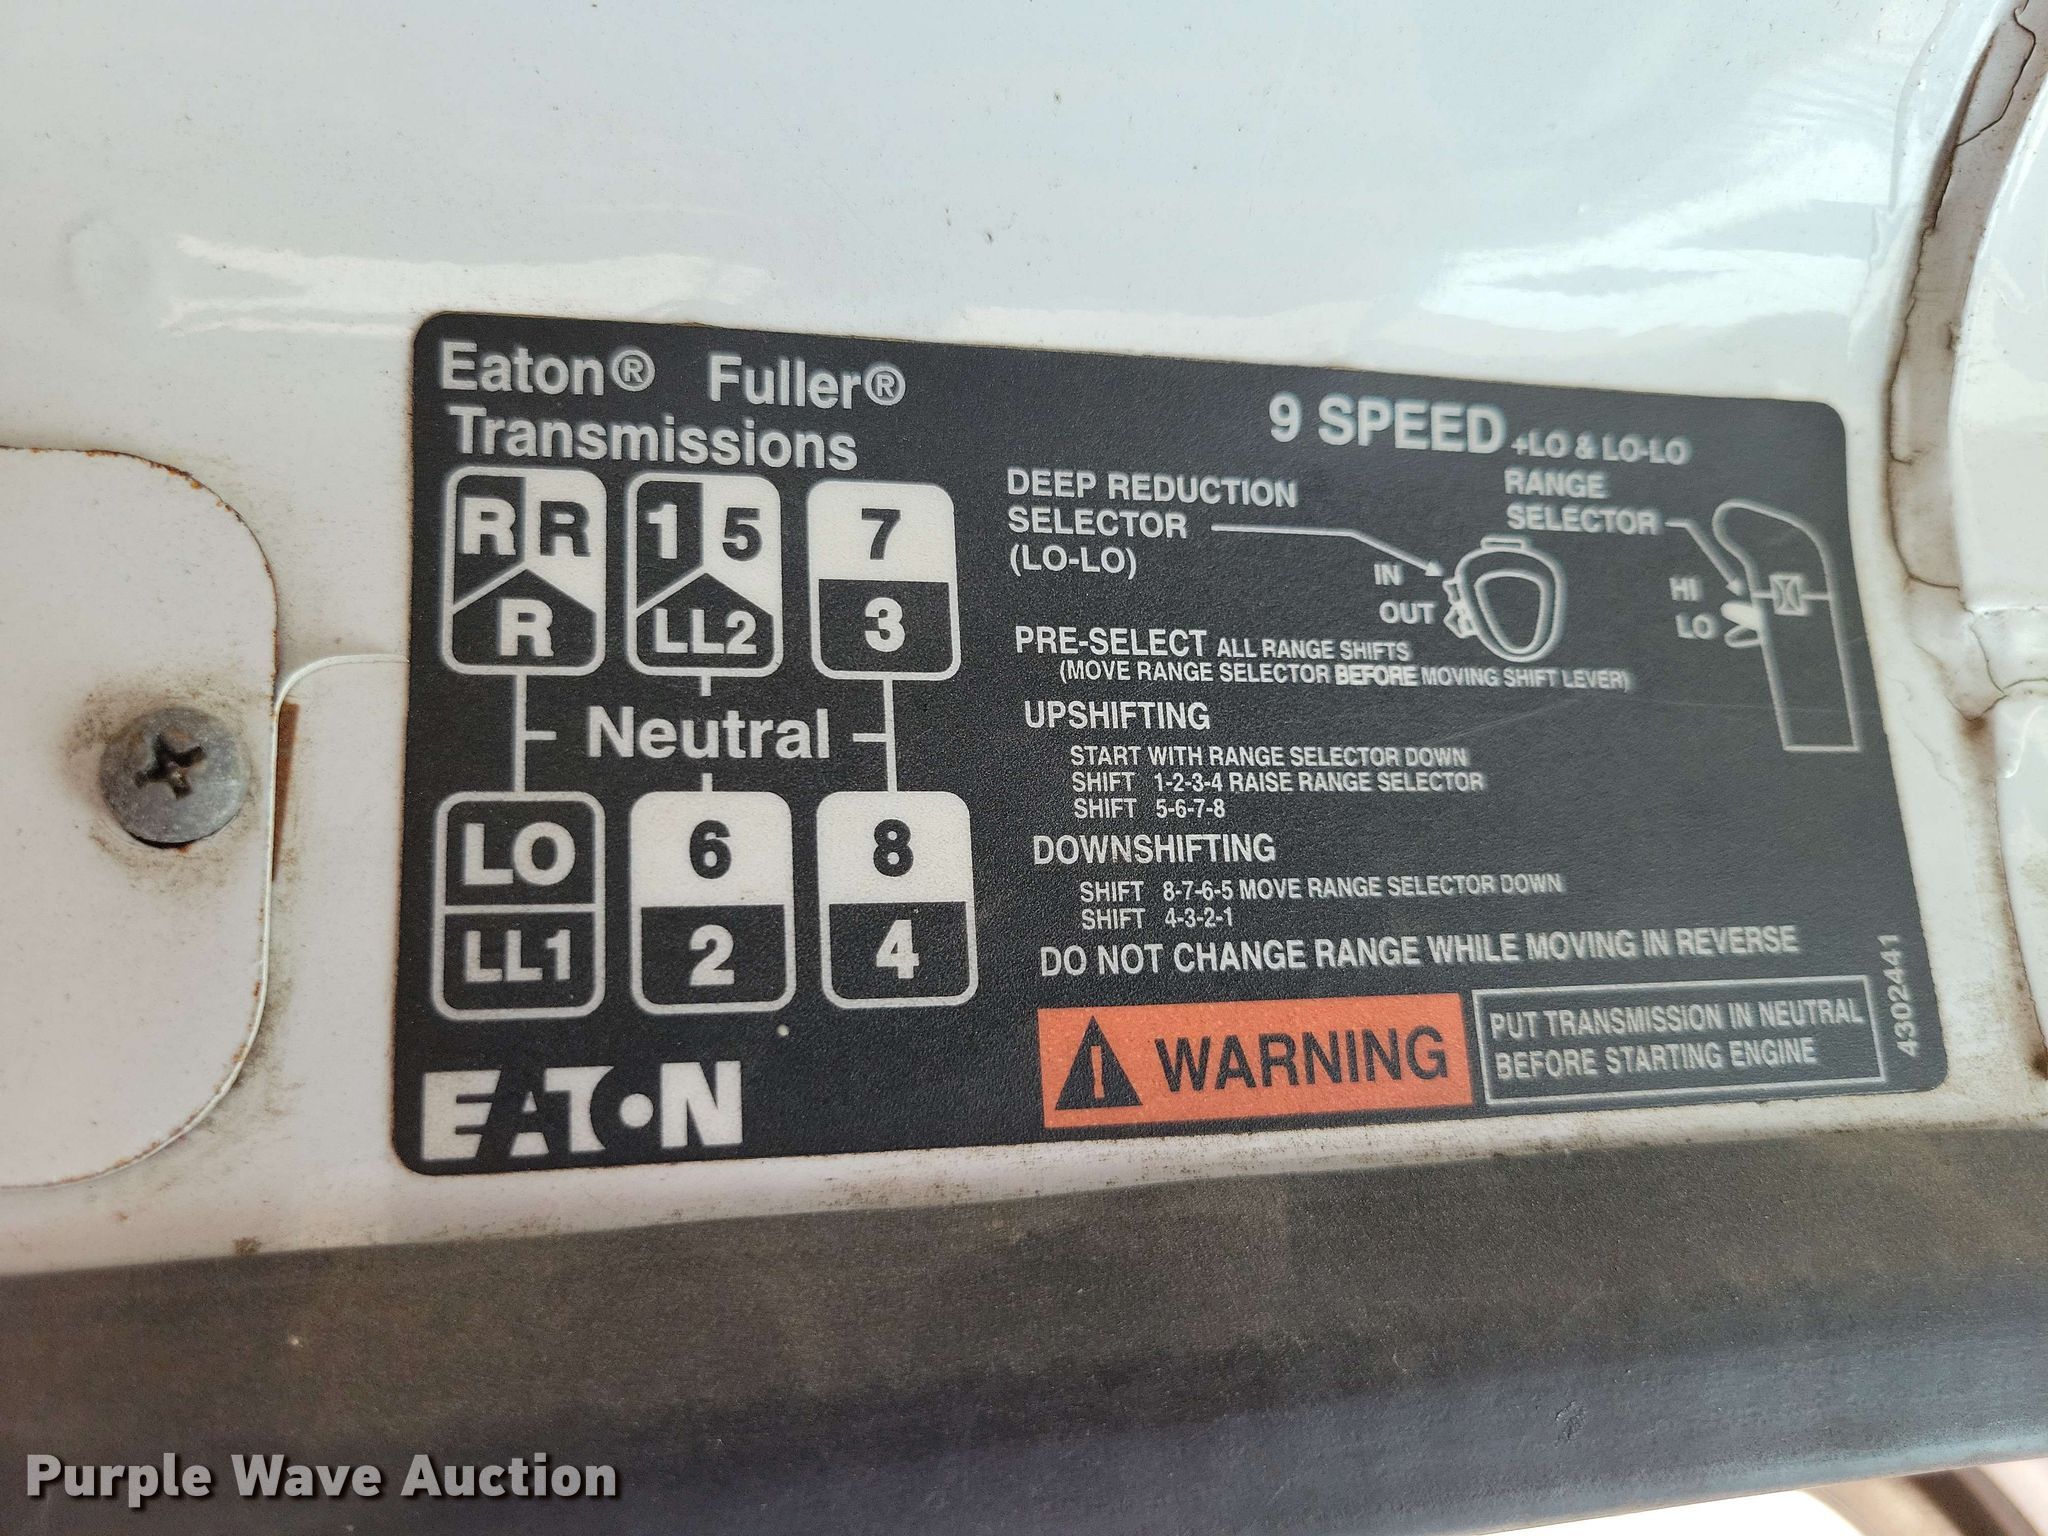 Eaton® Fuller®
Transmissions
R R
R
1 5
LL2
7
3
Neutral
LO
LL1
6
2
8
4
EATON
9 SPEED +LO & LO-LO
DEEP REDUCTION
SELECTOR
(LO-LO)
IN
OUT
RANGE
SELECTOR
HI
LO
PRE-SELECT ALL RANGE SHIFTS
(MOVE RANGE SELECTOR BEFORE MOVING SHIFT LEVER)
UPSHIFTING
START WITH RANGE SELECTOR DOWN
SHIFT 1-2-3-4 RAISE RANGE SELECTOR
SHIFT 5-6-7-8
DOWNSHIFTING
SHIFT 8-7-6-5 MOVE RANGE SELECTOR DOWN
SHIFT 4-3-2-1
DO NOT CHANGE RANGE WHILE MOVING IN REVERSE
WARNING
PUT TRANSMISSION IN NEUTRAL
BEFORE STARTING ENGINE
4302441
Purple Wave Auction